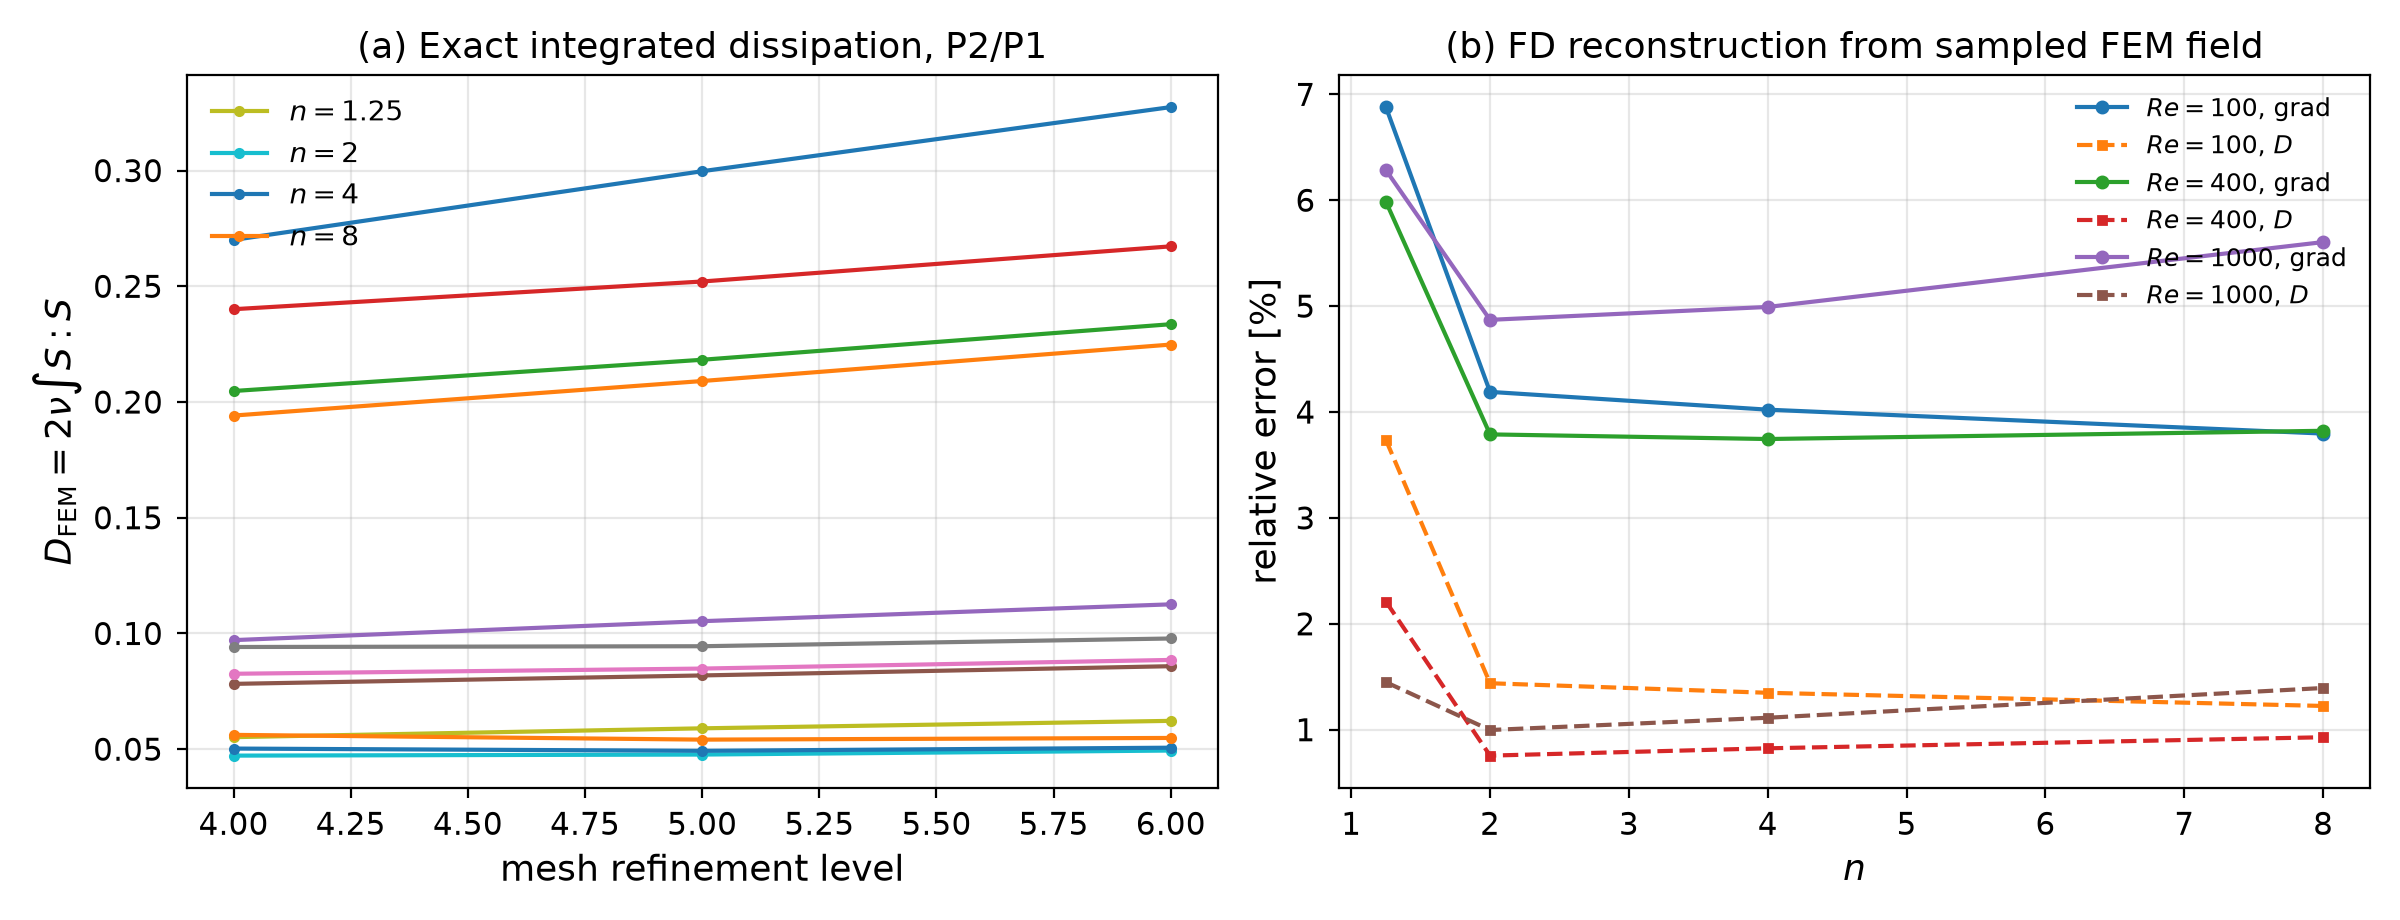 (a) Exact integrated dissipation, P2/P1
n = 1.25
n = 2
n = 4
n = 8
0.30
0.25
0.20
0.15
0.10
0.05
D_FEM = 2ν∫S : S
4.00 4.25 4.50 4.75 5.00 5.25 5.50 5.75 6.00
mesh refinement level
(b) FD reconstruction from sampled FEM field
Re = 100, grad
Re = 100, D
Re = 400, grad
Re = 400, D
Re = 1000, grad
Re = 1000, D
7
6
5
4
3
2
1
relative error [%]
1 2 3 4 5 6 7 8
n